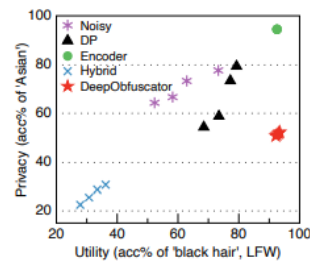 100
80
60
40
20
Privacy (acc% of 'Asian')
Noisy
DP
Encoder
Hybrid
DeepObfuscator
20 40 60 80 100
Utility (acc% of 'black hair', LFW)